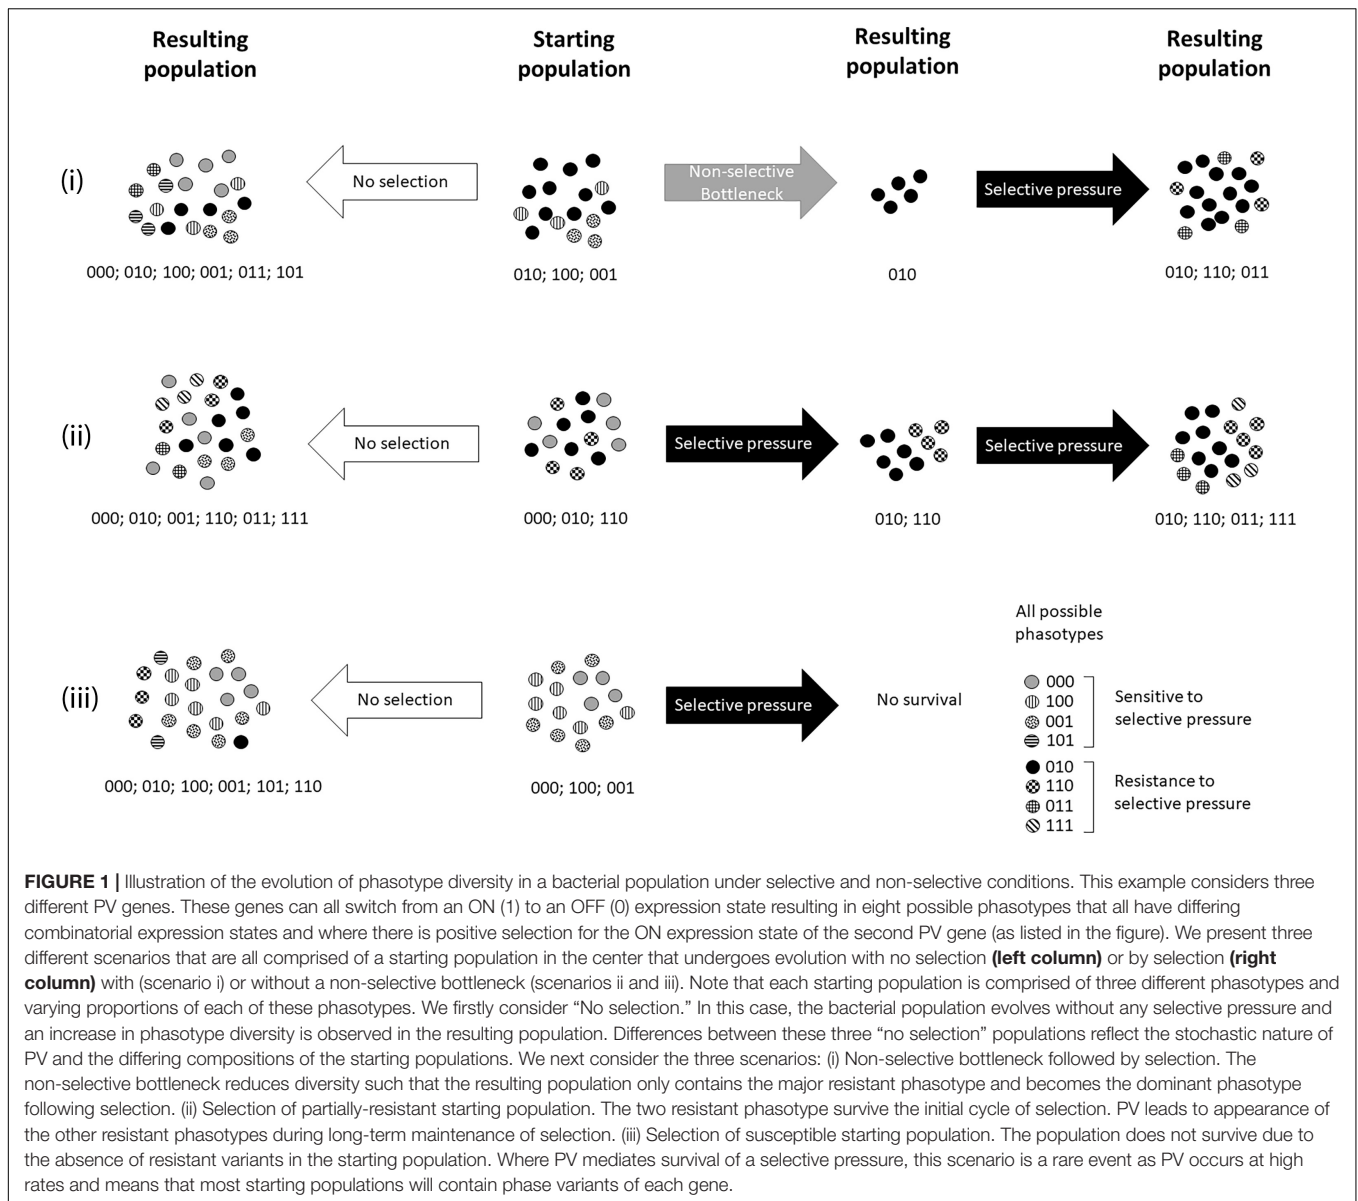 Resulting
population
Starting
population
Resulting
population
Resulting
population
(i)
No selection
Non-selective
Bottleneck
Selective pressure
000; 010; 100; 001; 011; 101
010; 100; 001
010
010; 110; 011
(ii)
No selection
Selective pressure
Selective pressure
000; 010; 001; 110; 011; 111
000; 010; 110
010; 110
010; 110; 011; 111
(iii)
No selection
Selective pressure
No survival
000; 010; 100; 001; 101; 110
000; 100; 001
All possible
phasotypes
000
100
001
101
Sensitive to
selective pressure
010
110
011
111
Resistance to
selective pressure
FIGURE 1 | Illustration of the evolution of phasotype diversity in a bacterial population under selective and non-selective conditions. This example considers three
different PV genes. These genes can all switch from an ON (1) to an OFF (0) expression state resulting in eight possible phasotypes that all have differing
combinatorial expression states and where there is positive selection for the ON expression state of the second PV gene (as listed in the figure). We present three
different scenarios that are all comprised of a starting population in the center that undergoes evolution with no selection (left column) or by selection (right
column) with (scenario i) or without a non-selective bottleneck (scenarios ii and iii). Note that each starting population is comprised of three different phasotypes and
varying proportions of each of these phasotypes. We firstly consider “No selection.” In this case, the bacterial population evolves without any selective pressure and
an increase in phasotype diversity is observed in the resulting population. Differences between these three “no selection” populations reflect the stochastic nature of
PV and the differing compositions of the starting populations. We next consider the three scenarios: (i) Non-selective bottleneck followed by selection. The
non-selective bottleneck reduces diversity such that the resulting population only contains the major resistant phasotype and becomes the dominant phasotype
following selection. (ii) Selection of partially-resistant starting population. The two resistant phasotype survive the initial cycle of selection. PV leads to appearance of
the other resistant phasotypes during long-term maintenance of selection. (iii) Selection of susceptible starting population. The population does not survive due to
the absence of resistant variants in the starting population. Where PV mediates survival of a selective pressure, this scenario is a rare event as PV occurs at high
rates and means that most starting populations will contain phase variants of each gene.